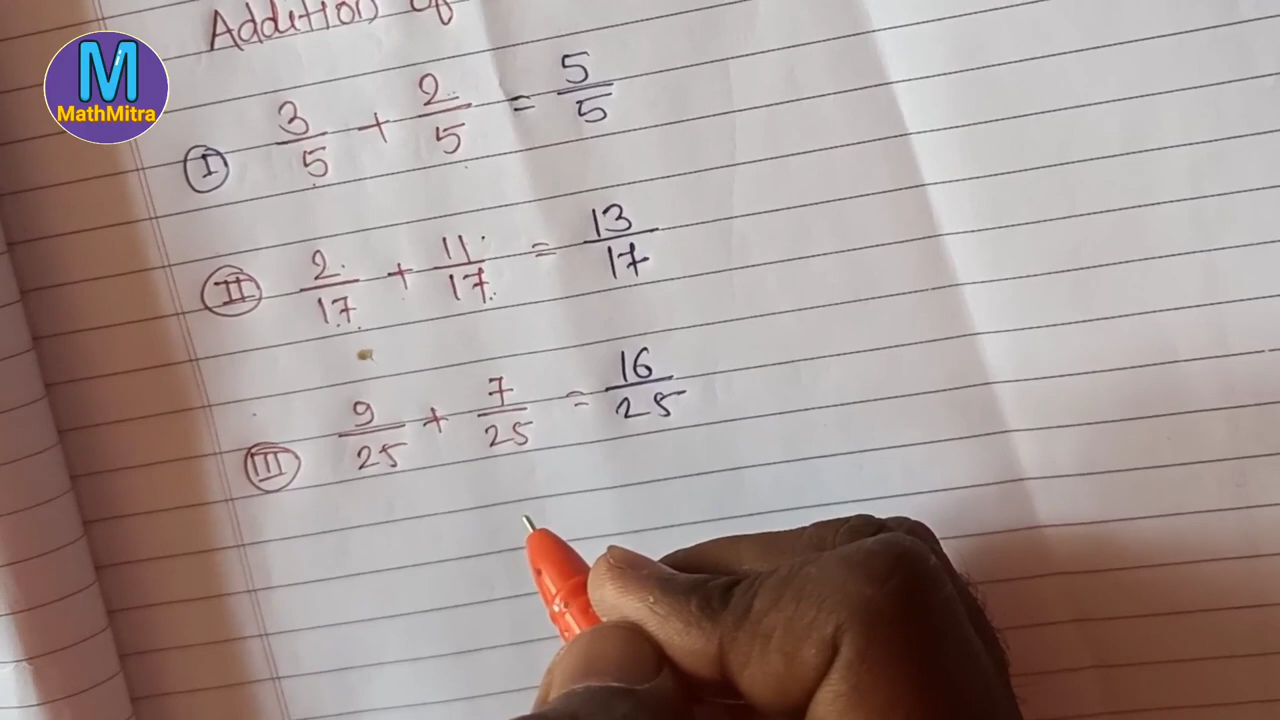 M
MathMitra
Addition of
I 3/5 + 2/5 = 5/5
II 2/17 + 11/17 = 13/17
III 9/25 + 7/25 = 16/25